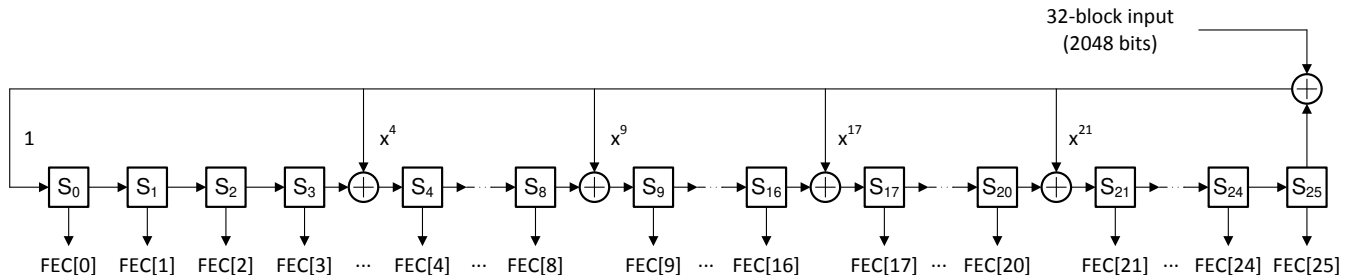 32-block input
(2048 bits)
1 x⁴ x⁹ x¹⁷ x²¹
S₀ S₁ S₂ S₃ S₄ S₈ S₉ S₁₆ S₁₇ S₂₀ S₂₁ S₂₄ S₂₅
FEC[0] FEC[1] FEC[2] FEC[3] ··· FEC[4] ··· FEC[8] FEC[9] ··· FEC[16] FEC[17] ··· FEC[20] FEC[21] ··· FEC[24] FEC[25]